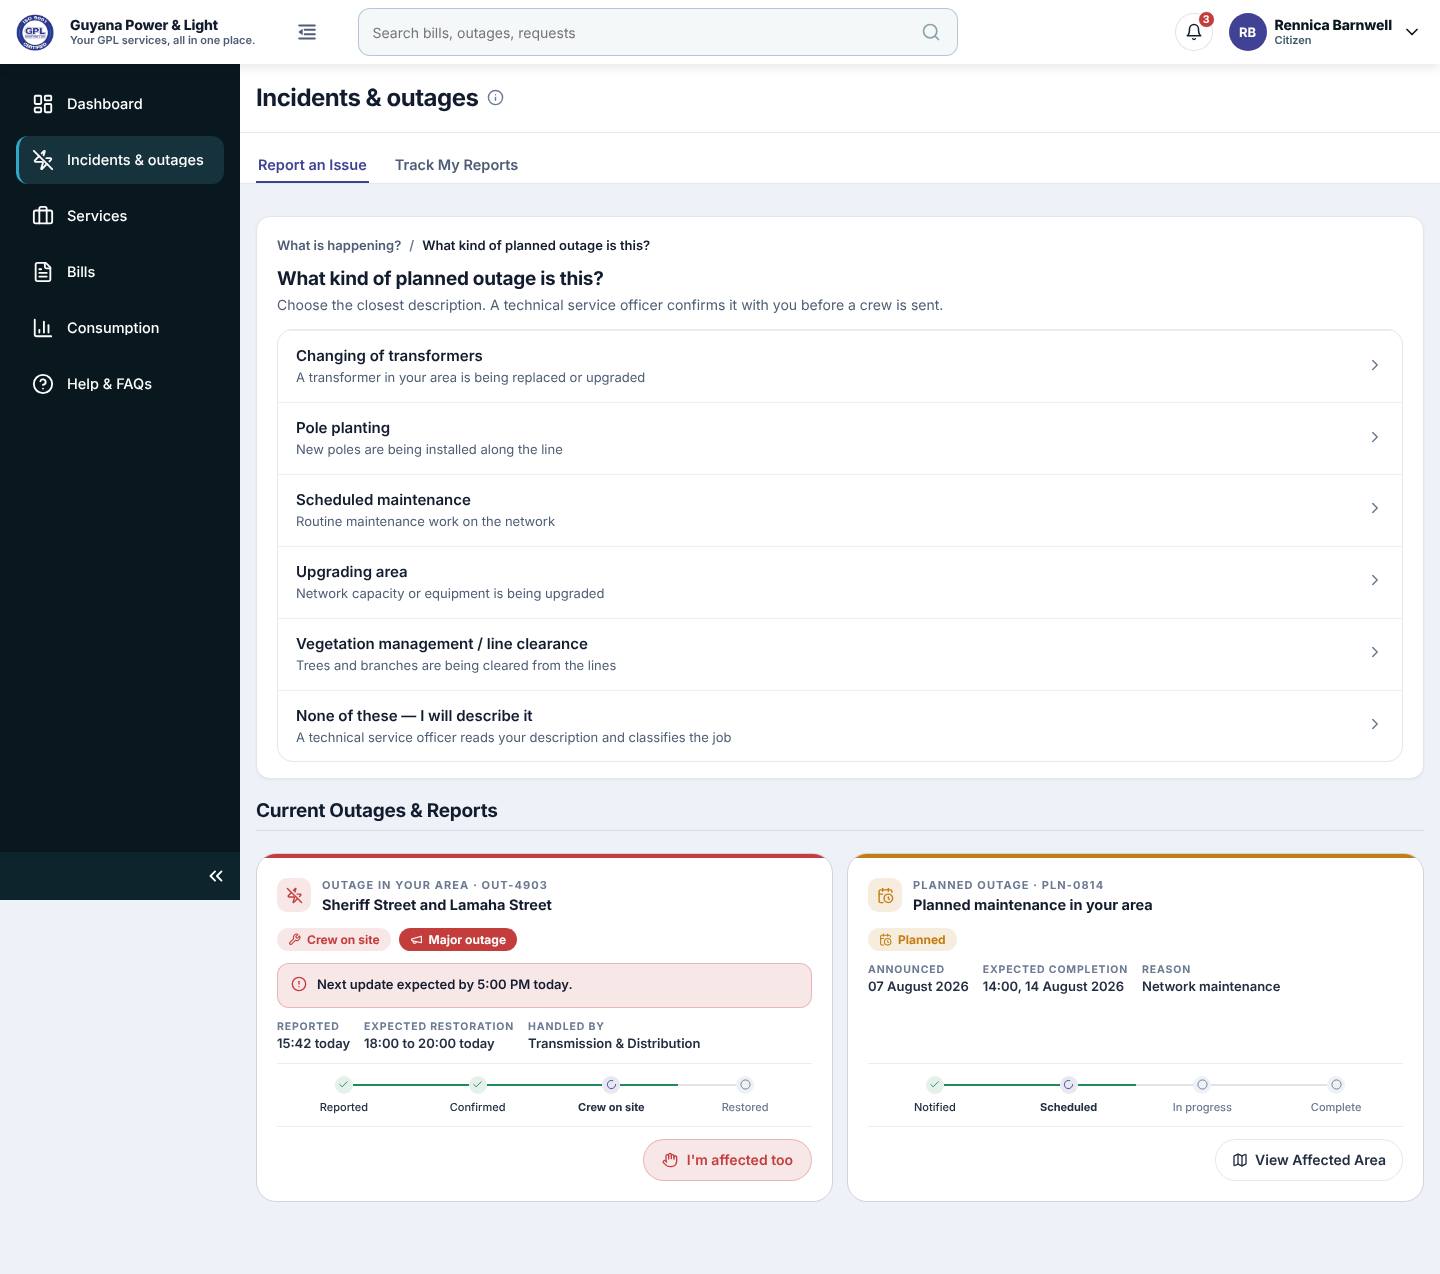 GPL
Guyana Power & Light
Your GPL services, all in one place.
Search bills, outages, requests
3
RB
Rennica Barnwell
Citizen
Dashboard
Incidents & outages
Services
Bills
Consumption
Help & FAQs
Incidents & outages
Report an Issue
Track My Reports
What is happening? / What kind of planned outage is this?
What kind of planned outage is this?
Choose the closest description. A technical service officer confirms it with you before a crew is sent.
Changing of transformers
A transformer in your area is being replaced or upgraded
Pole planting
New poles are being installed along the line
Scheduled maintenance
Routine maintenance work on the network
Upgrading area
Network capacity or equipment is being upgraded
Vegetation management / line clearance
Trees and branches are being cleared from the lines
None of these — I will describe it
A technical service officer reads your description and classifies the job
Current Outages & Reports
OUTAGE IN YOUR AREA · OUT-4903
Sheriff Street and Lamaha Street
Crew on site
Major outage
Next update expected by 5:00 PM today.
REPORTED
15:42 today
EXPECTED RESTORATION
18:00 to 20:00 today
HANDLED BY
Transmission & Distribution
Reported
Confirmed
Crew on site
Restored
I'm affected too
PLANNED OUTAGE · PLN-0814
Planned maintenance in your area
Planned
ANNOUNCED
07 August 2026
EXPECTED COMPLETION
14:00, 14 August 2026
REASON
Network maintenance
Notified
Scheduled
In progress
Complete
View Affected Area